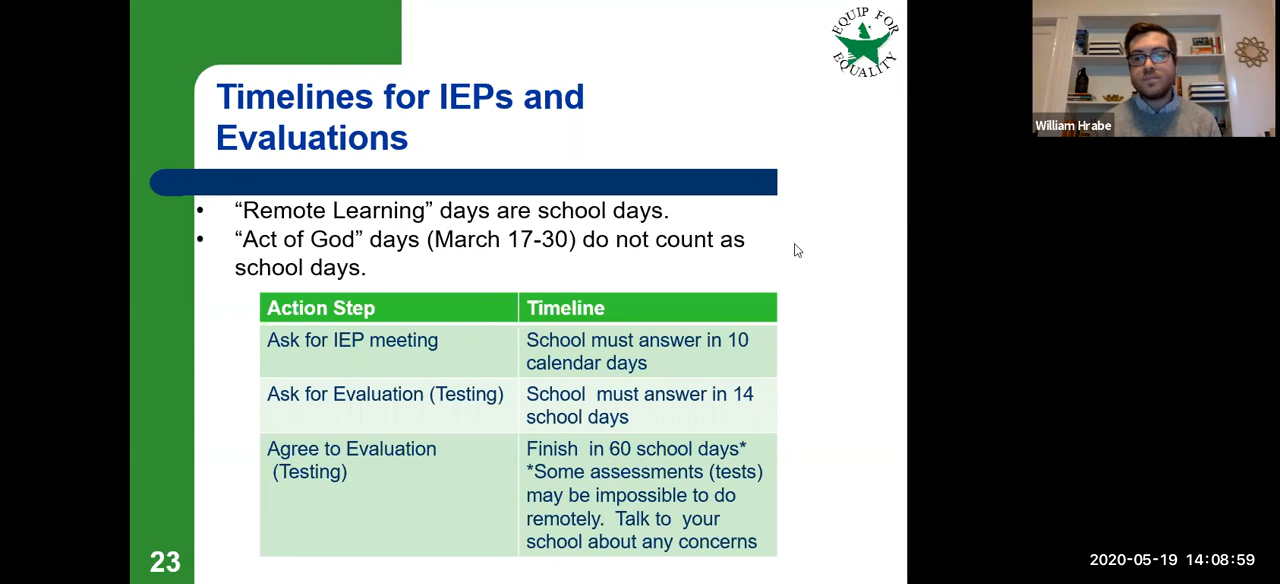 EQUIP FOR
EQUALITY
William Hrabe
Timelines for IEPs and
Evaluations
• “Remote Learning” days are school days.
• “Act of God” days (March 17-30) do not count as
school days.
Action Step
Timeline
Ask for IEP meeting
School must answer in 10
calendar days
Ask for Evaluation (Testing)
School must answer in 14
school days
Agree to Evaluation
(Testing)
Finish in 60 school days*
*Some assessments (tests)
may be impossible to do
remotely. Talk to your
school about any concerns
23
2020-05-19 14:08:59